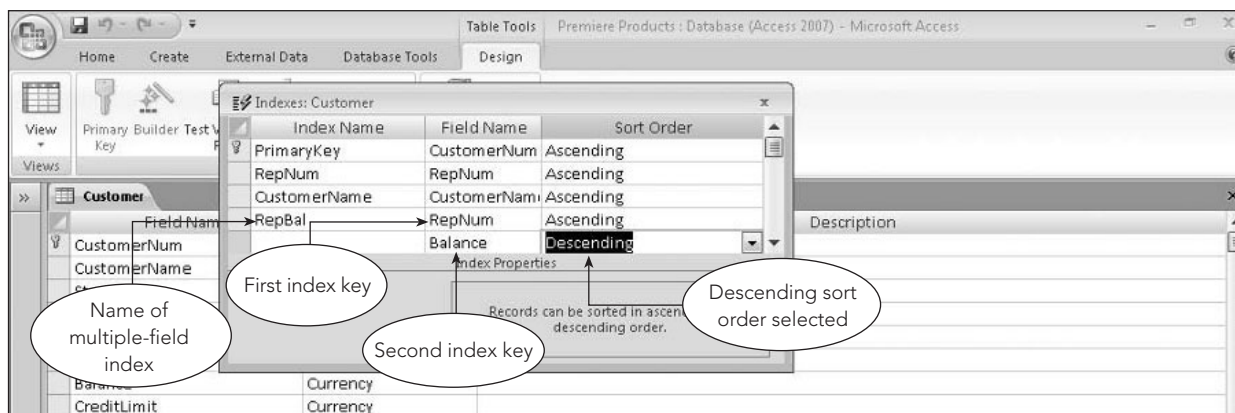 Table Tools
Premiere Products : Database (Access 2007) - Microsoft Access
Home Create External Data Database Tools Design
View
Primary Key
Builder
Test
Views
Indexes: Customer
Index Name Field Name Sort Order
PrimaryKey CustomerNum Ascending
RepNum RepNum Ascending
CustomerName CustomerNam Ascending
RepBal RepNum Ascending
Balance Descending
Index Properties
Records can be sorted in
descending order.
Customer
Field Nam Description
CustomerNum
CustomerName
Balance Currency
CreditLimit Currency
Name of
multiple-field
index
First index key
Second index key
Descending sort
order selected